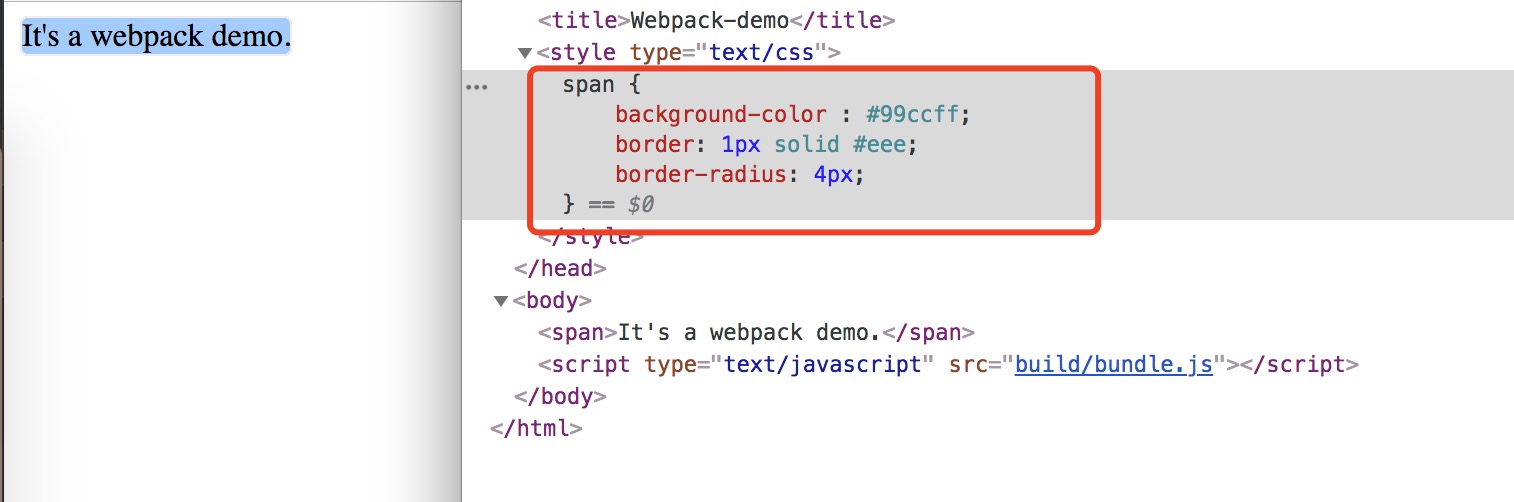 It's a webpack demo.
<title>Webpack-demo</title>
▼<style type="text/css">
span {
background-color : #99ccff;
border: 1px solid #eee;
border-radius: 4px;
} == $0
</style>
</head>
▼<body>
<span>It's a webpack demo.</span>
<script type="text/javascript" src="build/bundle.js"></script>
</body>
</html>